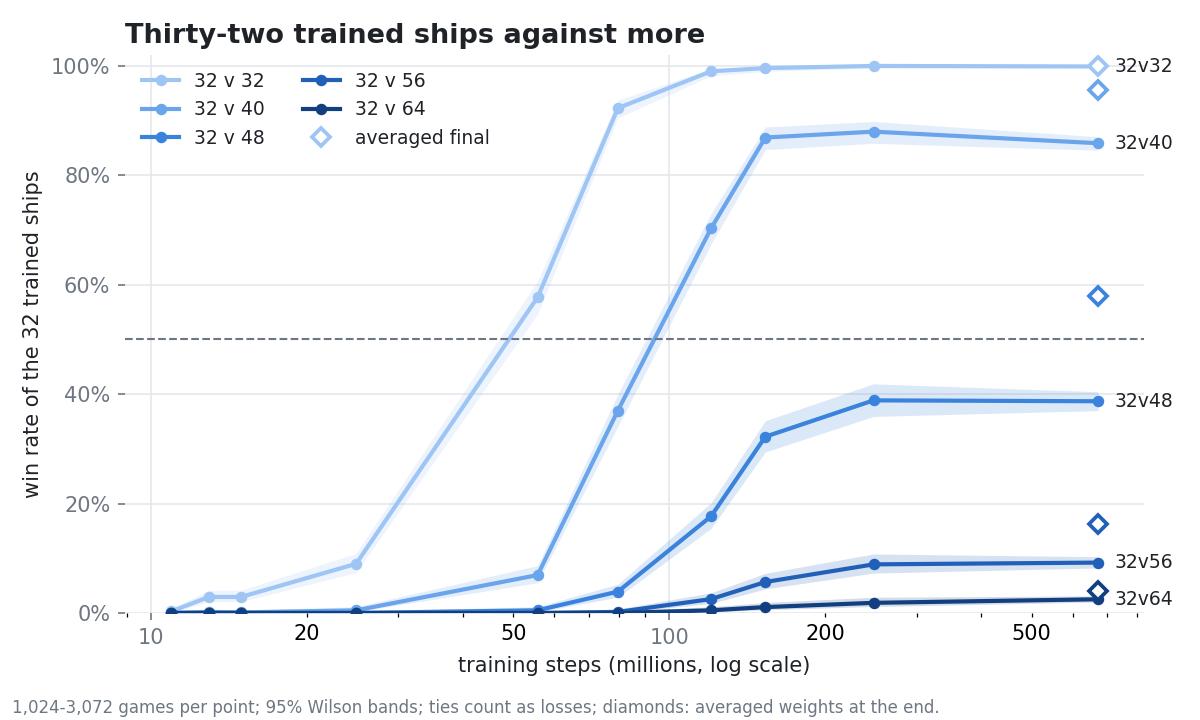 Thirty-two trained ships against more
32 v 32
32 v 40
32 v 48
32 v 56
32 v 64
averaged final
100%
80%
60%
40%
20%
0%
win rate of the 32 trained ships
32v32
32v40
32v48
32v56
32v64
10
20
50
100
200
500
training steps (millions, log scale)
1,024-3,072 games per point; 95% Wilson bands; ties count as losses; diamonds: averaged weights at the end.